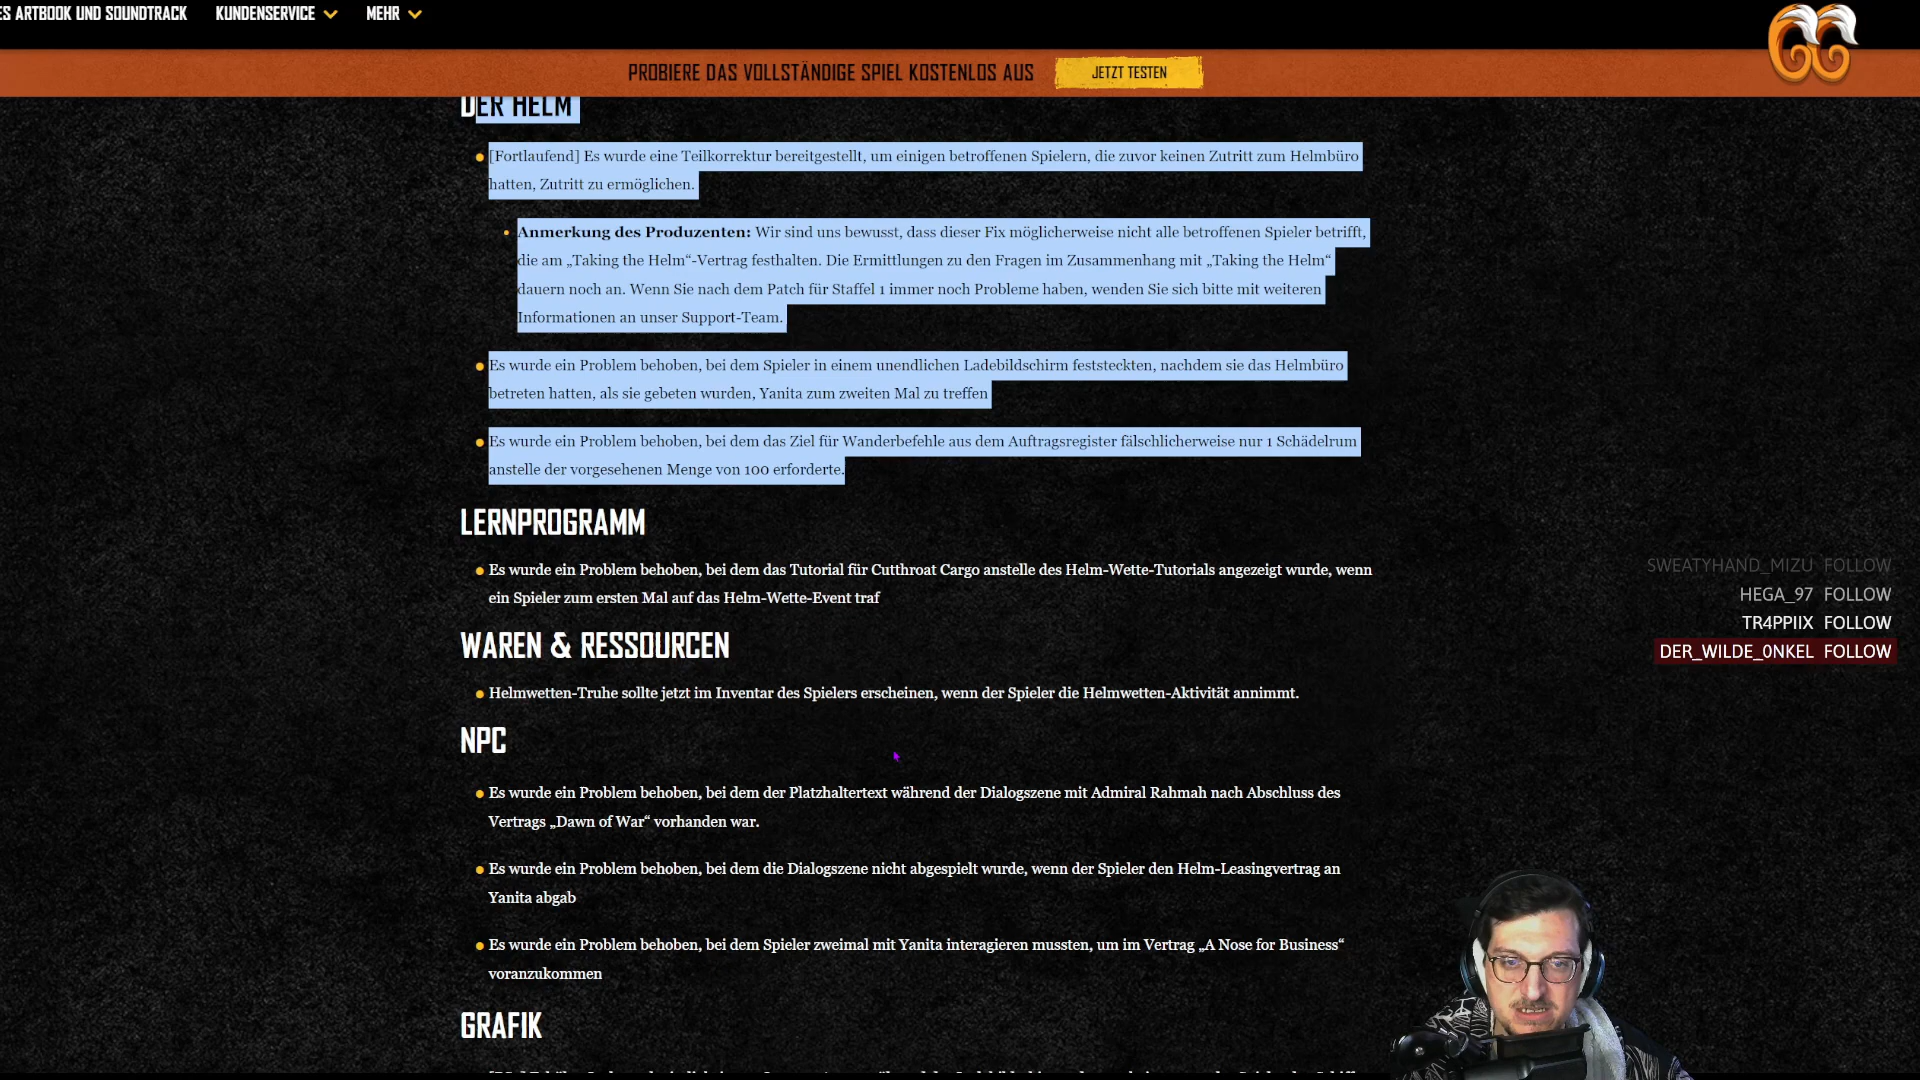 ES ARTBOOK UND SOUNDTRACK KUNDENSERVICE MEHR
PROBIERE DAS VOLLSTÄNDIGE SPIEL KOSTENLOS AUS JETZT TESTEN
DER HELM
[Fortlaufend] Es wurde eine Teilkorrektur bereitgestellt, um einigen betroffenen Spielern, die zuvor keinen Zutritt zum Helmbüro
hatten, Zutritt zu ermöglichen.
Anmerkung des Produzenten: Wir sind uns bewusst, dass dieser Fix möglicherweise nicht alle betroffenen Spieler betrifft,
die am „Taking the Helm“-Vertrag festhalten. Die Ermittlungen zu den Fragen im Zusammenhang mit „Taking the Helm“
dauern noch an. Wenn Sie nach dem Patch für Staffel 1 immer noch Probleme haben, wenden Sie sich bitte mit weiteren
Informationen an unser Support-Team.
Es wurde ein Problem behoben, bei dem Spieler in einem unendlichen Ladebildschirm feststeckten, nachdem sie das Helmbüro
betreten hatten, als sie gebeten wurden, Yanita zum zweiten Mal zu treffen
Es wurde ein Problem behoben, bei dem das Ziel für Wanderbefehle aus dem Auftragsregister fälschlicherweise nur 1 Schädelrum
anstelle der vorgesehenen Menge von 100 erforderte.
LERNPROGRAMM
Es wurde ein Problem behoben, bei dem das Tutorial für Cutthroat Cargo anstelle des Helm-Wette-Tutorials angezeigt wurde, wenn
ein Spieler zum ersten Mal auf das Helm-Wette-Event traf
WAREN & RESSOURCEN
Helmwetten-Truhe sollte jetzt im Inventar des Spielers erscheinen, wenn der Spieler die Helmwetten-Aktivität annimmt.
NPC
Es wurde ein Problem behoben, bei dem der Platzhaltertext während der Dialogszene mit Admiral Rahmah nach Abschluss des
Vertrags „Dawn of War“ vorhanden war.
Es wurde ein Problem behoben, bei dem die Dialogszene nicht abgespielt wurde, wenn der Spieler den Helm-Leasingvertrag an
Yanita abgab
Es wurde ein Problem behoben, bei dem Spieler zweimal mit Yanita interagieren mussten, um im Vertrag „A Nose for Business“
voranzukommen
GRAFIK
SWEATYHAND_MIZU FOLLOW
HEGA_97 FOLLOW
TR4PPIIX FOLLOW
DER_WILDE_0NKEL FOLLOW